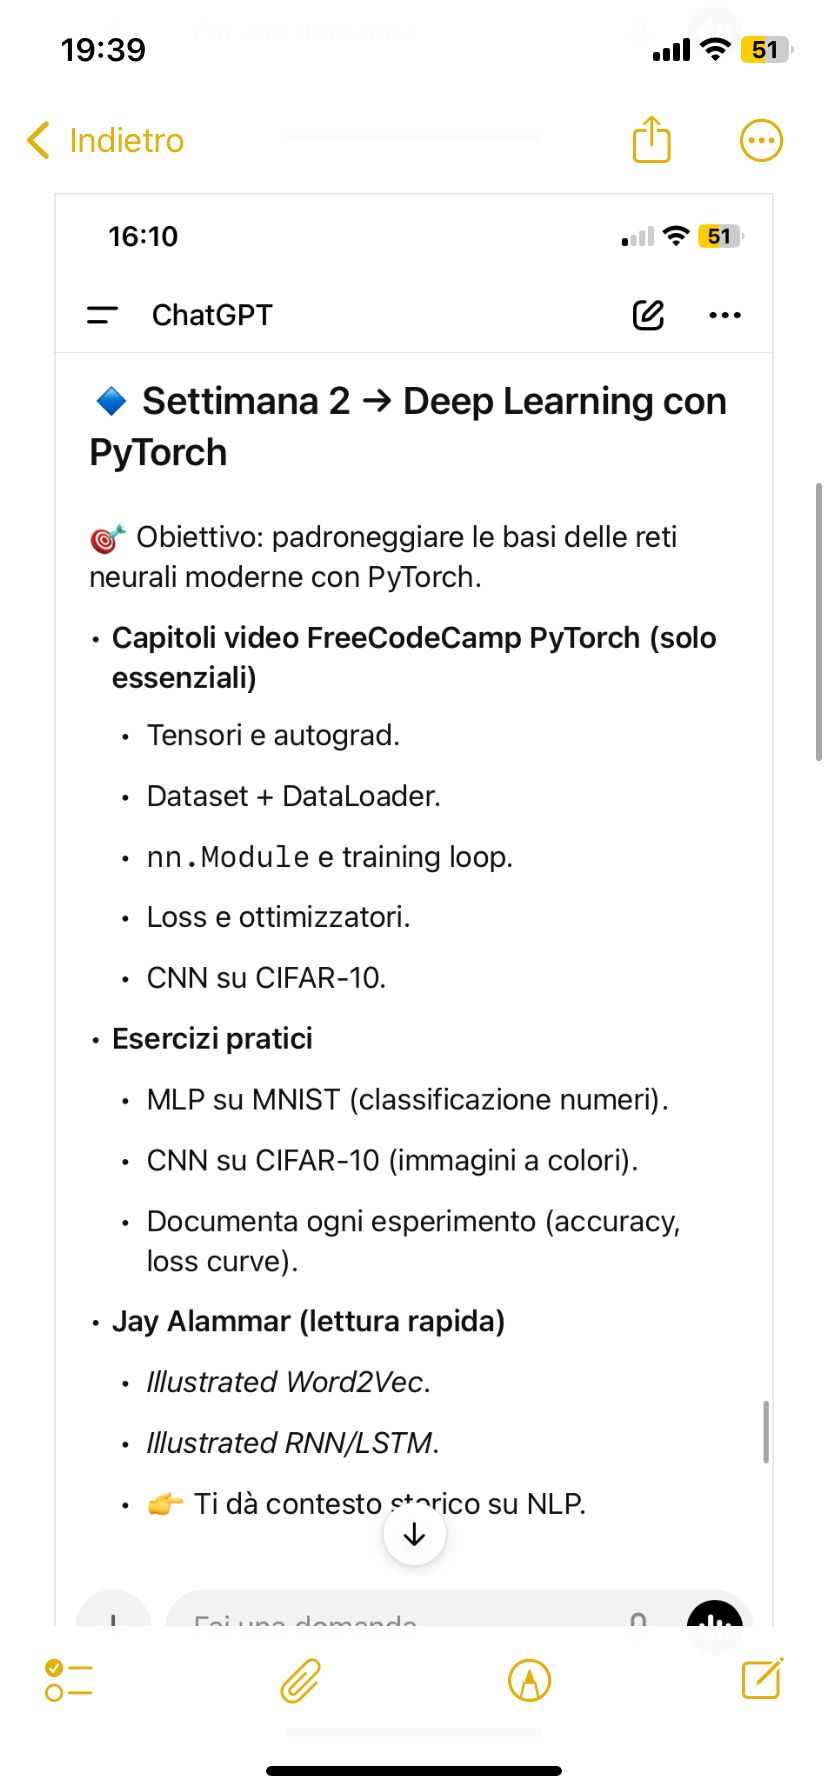 19:39
51
Indietro
16:10
51
ChatGPT
🔷 Settimana 2 → Deep Learning con
PyTorch
🎯 Obiettivo: padroneggiare le basi delle reti
neurali moderne con PyTorch.
• Capitoli video FreeCodeCamp PyTorch (solo
essenziali)
• Tensori e autograd.
• Dataset + DataLoader.
• nn.Module e training loop.
• Loss e ottimizzatori.
• CNN su CIFAR-10.
• Esercizi pratici
• MLP su MNIST (classificazione numeri).
• CNN su CIFAR-10 (immagini a colori).
• Documenta ogni esperimento (accuracy,
loss curve).
• Jay Alammar (lettura rapida)
• Illustrated Word2Vec.
• Illustrated RNN/LSTM.
• 👉 Ti dà contesto storico su NLP.
Fai una domanda